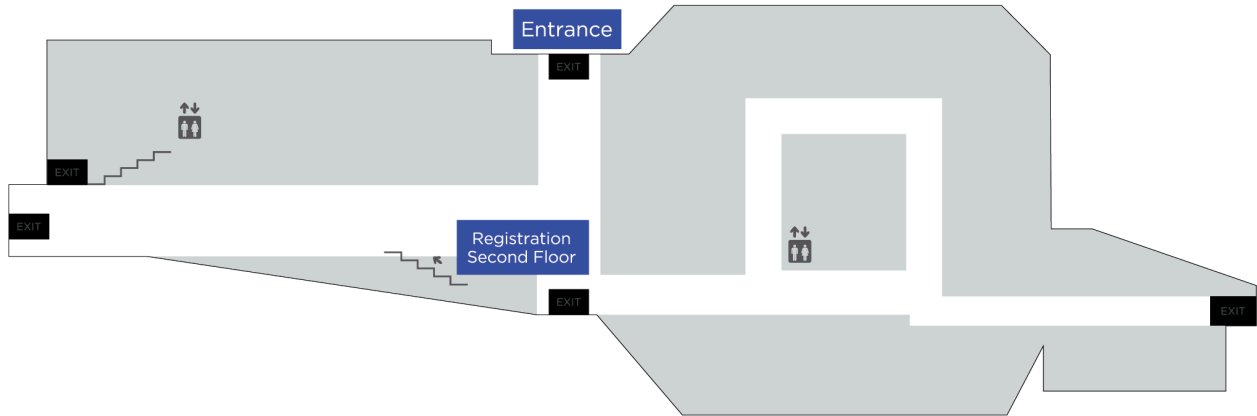 Entrance
EXIT
EXIT
EXIT
Registration
Second Floor
EXIT
EXIT